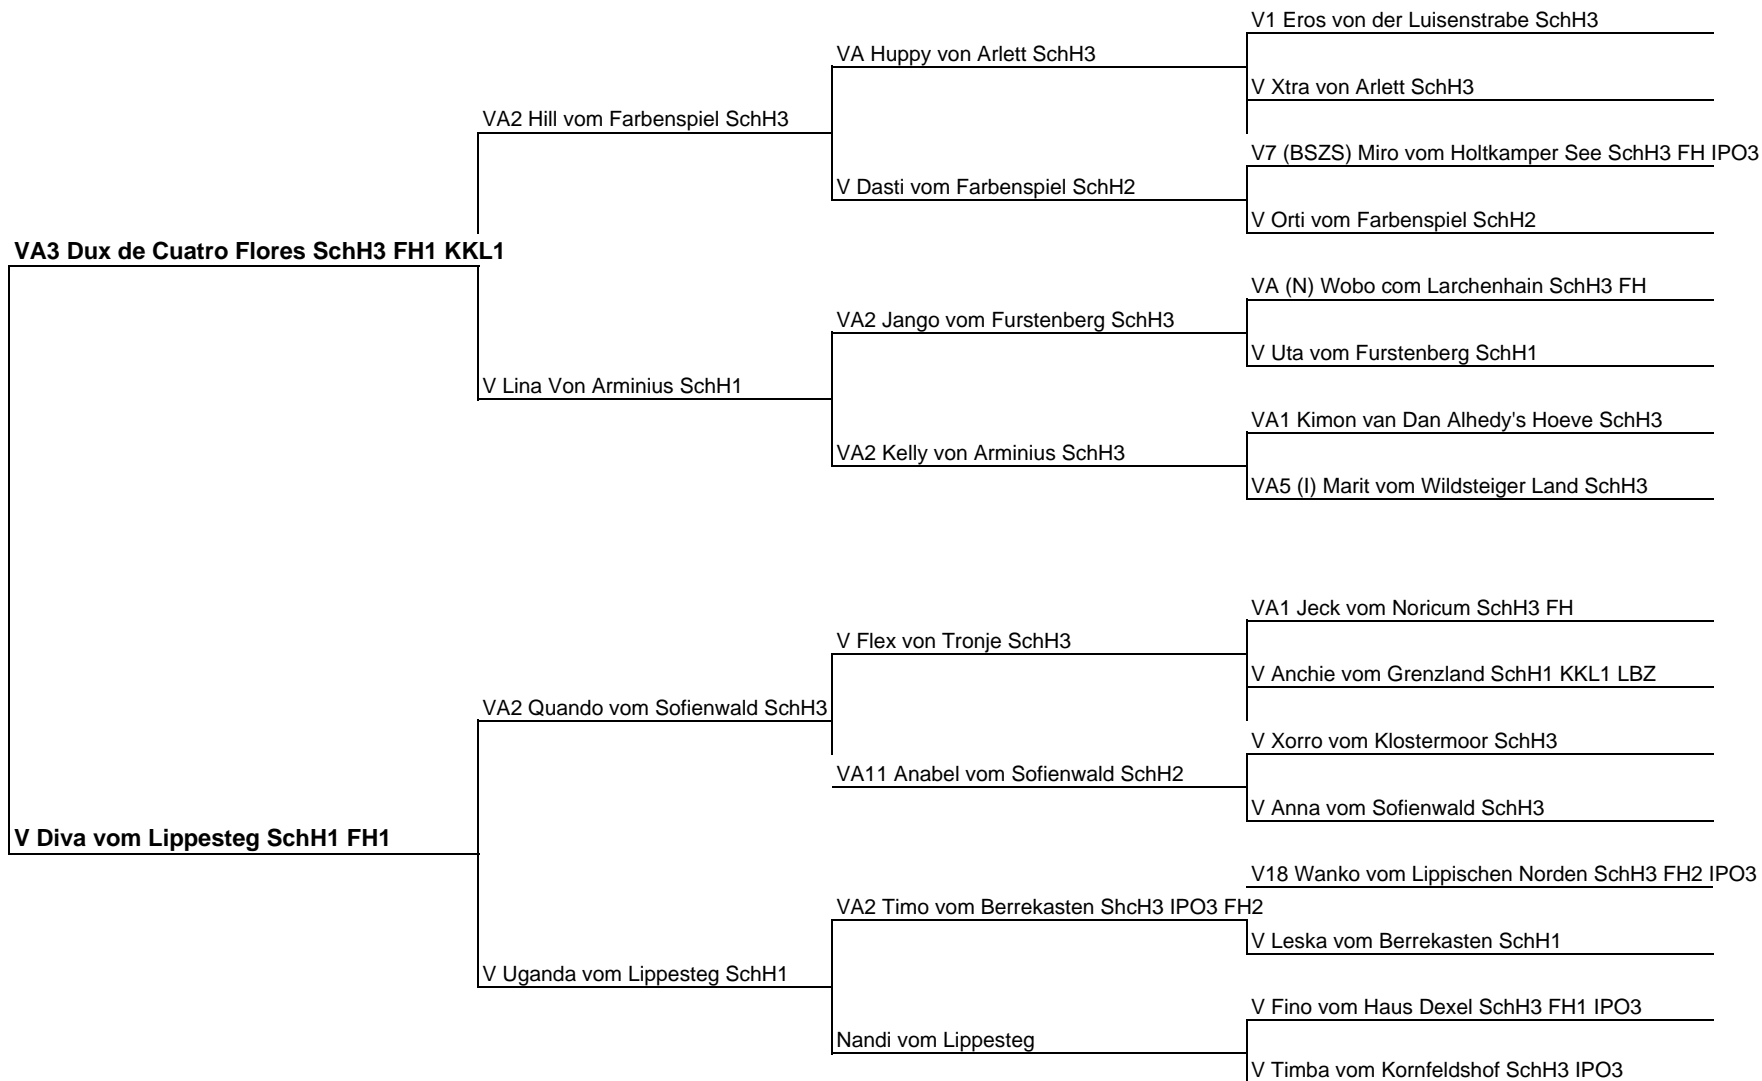 V1 Eros von der Luisenstrabe SchH3
VA Huppy von Arlett SchH3
V Xtra von Arlett SchH3
VA2 Hill vom Farbenspiel SchH3
V7 (BSZS) Miro vom Holtkamper See SchH3 FH IPO3
V Dasti vom Farbenspiel SchH2
V Orti vom Farbenspiel SchH2
VA3 Dux de Cuatro Flores SchH3 FH1 KKL1
VA (N) Wobo com Larchenhain SchH3 FH
VA2 Jango vom Furstenberg SchH3
V Uta vom Furstenberg SchH1
V Lina Von Arminius SchH1
VA1 Kimon van Dan Alhedy's Hoeve SchH3
VA2 Kelly von Arminius SchH3
VA5 (I) Marit vom Wildsteiger Land SchH3
VA1 Jeck vom Noricum SchH3 FH
V Flex von Tronje SchH3
V Anchie vom Grenzland SchH1 KKL1 LBZ
VA2 Quando vom Sofienwald SchH3
V Xorro vom Klostermoor SchH3
VA11 Anabel vom Sofienwald SchH2
V Anna vom Sofienwald SchH3
V Diva vom Lippesteg SchH1 FH1
V18 Wanko vom Lippischen Norden SchH3 FH2 IPO3
VA2 Timo vom Berrekasten ShcH3 IPO3 FH2
V Leska vom Berrekasten SchH1
V Uganda vom Lippesteg SchH1
V Fino vom Haus Dexel SchH3 FH1 IPO3
Nandi vom Lippesteg
V Timba vom Kornfeldshof SchH3 IPO3